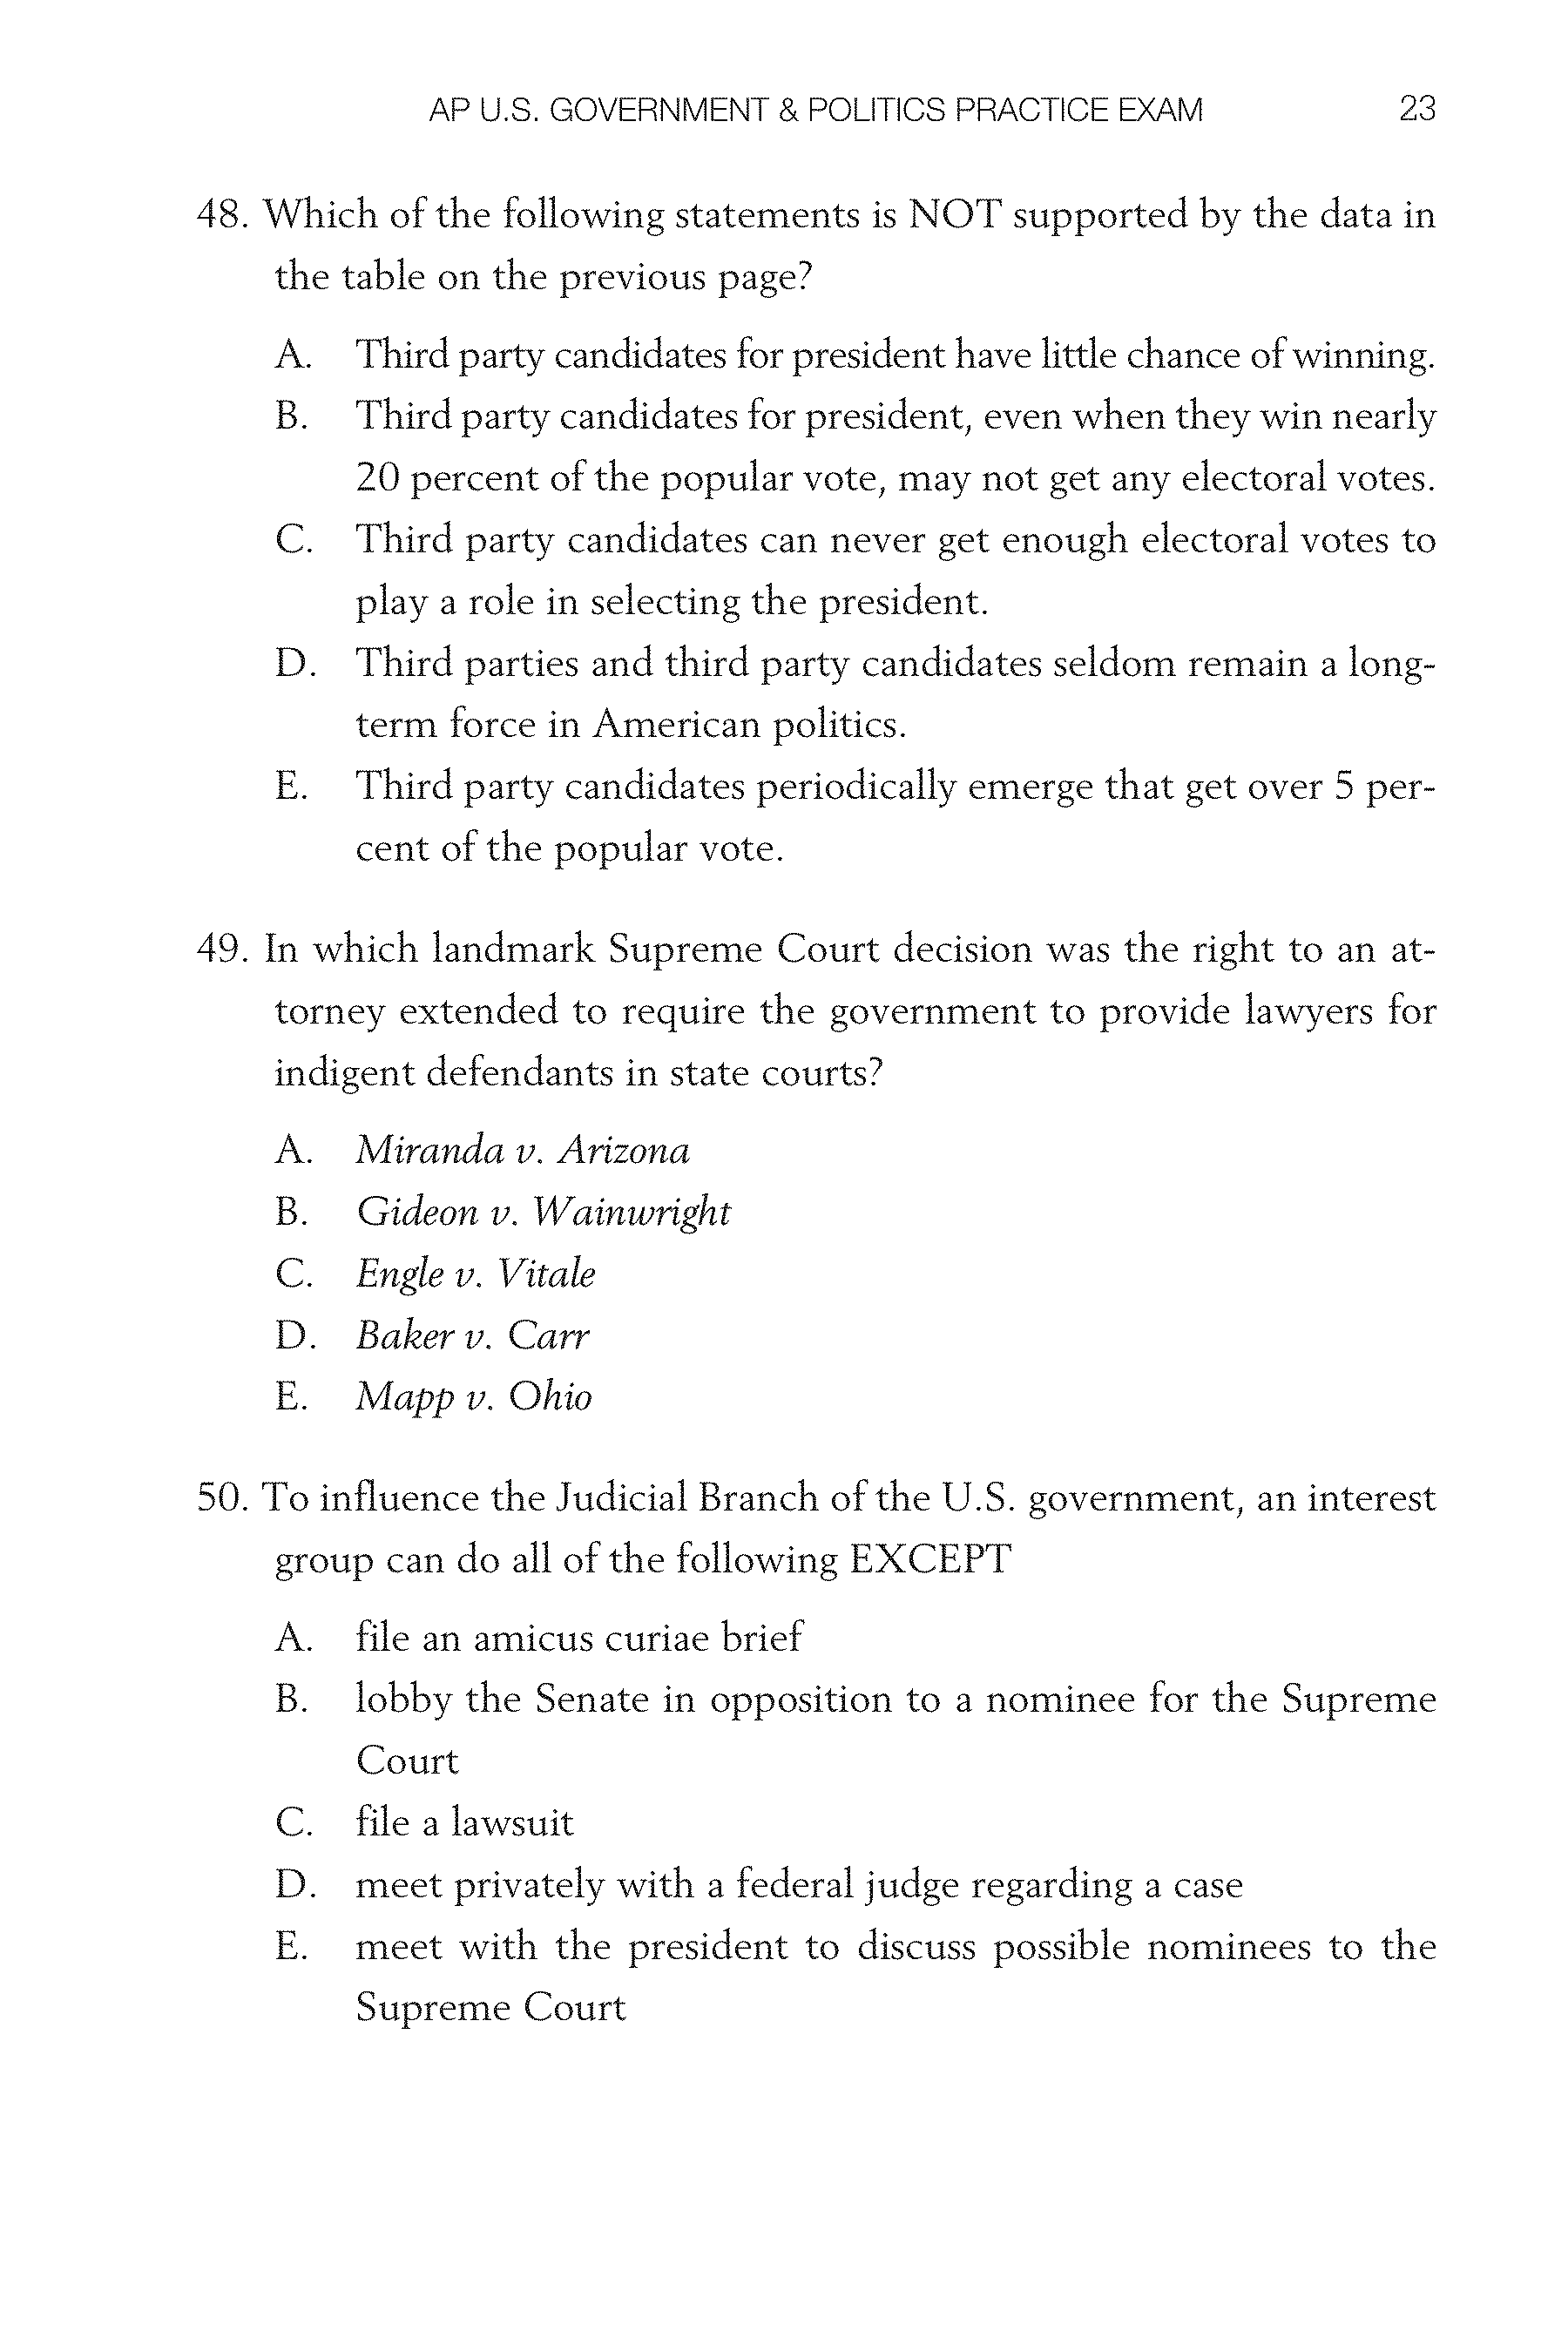 AP U.S. GOVERNMENT & POLITICS PRACTICE EXAM 23
48. Which of the following statements is NOT supported by the data in
the table on the previous page?
A. Third party candidates for president have little chance of winning.
B. Third party candidates for president, even when they win nearly
20 percent of the popular vote, may not get any electoral votes.
C. Third party candidates can never get enough electoral votes to
play a role in selecting the president.
D. Third parties and third party candidates seldom remain a long-
term force in American politics.
E. Third party candidates periodically emerge that get over 5 per-
cent of the popular vote.
49. In which landmark Supreme Court decision was the right to an at-
torney extended to require the government to provide lawyers for
indigent defendants in state courts?
A. Miranda v. Arizona
B. Gideon v. Wainwright
C. Engle v. Vitale
D. Baker v. Carr
E. Mapp v. Ohio
50. To influence the Judicial Branch of the U.S. government, an interest
group can do all of the following EXCEPT
A. file an amicus curiae brief
B. lobby the Senate in opposition to a nominee for the Supreme
Court
C. file a lawsuit
D. meet privately with a federal judge regarding a case
E. meet with the president to discuss possible nominees to the
Supreme Court